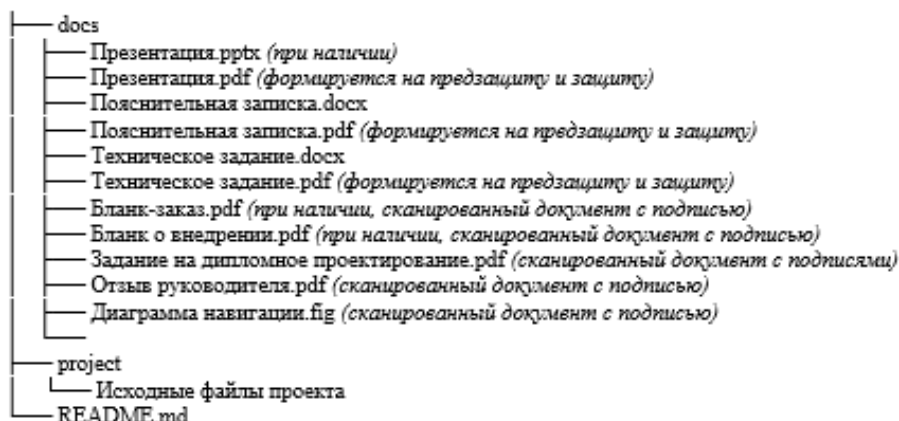 docs
Презентация.pptx (при наличии)
Презентация.pdf (формируется на предзащиту и защиту)
Пояснительная записка.docx
Пояснительная записка.pdf (формируется на предзащиту и защиту)
Техническое задание.docx
Техническое задание.pdf (формируется на предзащиту и защиту)
Бланк-заказ.pdf (при наличии, сканированный документ с подписью)
Бланк о внедрении.pdf (при наличии, сканированный документ с подписью)
Задание на дипломное проектирование.pdf (сканированный документ с подписями)
Отзыв руководителя.pdf (сканированный документ с подписью)
Диаграмма навигации.fig (сканированный документ с подписью)
project
Исходные файлы проекта
README.md